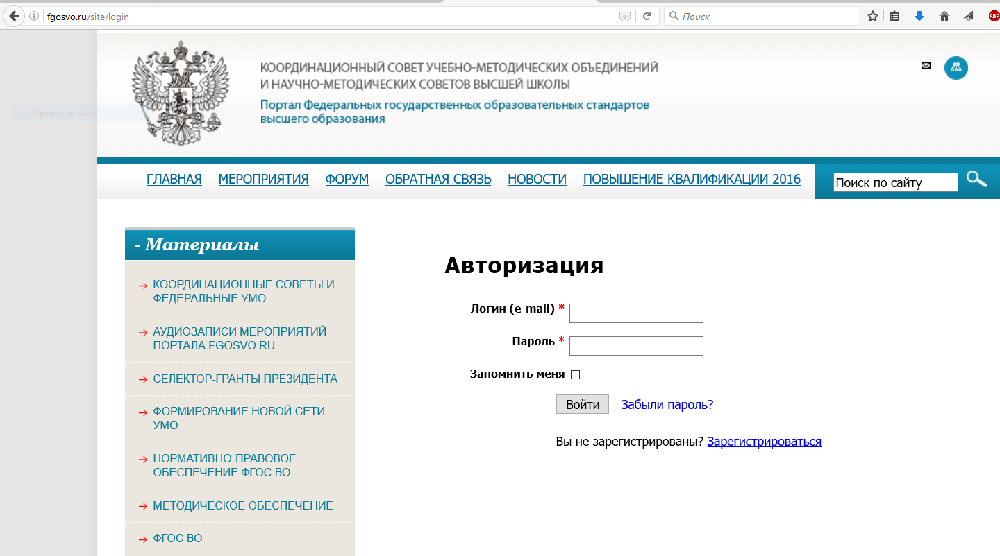 fgosvo.ru/site/login
Поиск
ABP
КООРДИНАЦИОННЫЙ СОВЕТ УЧЕБНО-МЕТОДИЧЕСКИХ ОБЪЕДИНЕНИЙ
И НАУЧНО-МЕТОДИЧЕСКИХ СОВЕТОВ ВЫСШЕЙ ШКОЛЫ
Портал Федеральных государственных образовательных стандартов
высшего образования
Прямоугольник
ГЛАВНАЯ МЕРОПРИЯТИЯ ФОРУМ ОБРАТНАЯ СВЯЗЬ НОВОСТИ ПОВЫШЕНИЕ КВАЛИФИКАЦИИ 2016
Поиск по сайту
- Материалы
КООРДИНАЦИОННЫЕ СОВЕТЫ И
ФЕДЕРАЛЬНЫЕ УМО
АУДИОЗАПИСИ МЕРОПРИЯТИЙ
ПОРТАЛА FGOSVO.RU
СЕЛЕКТОР-ГРАНТЫ ПРЕЗИДЕНТА
ФОРМИРОВАНИЕ НОВОЙ СЕТИ
УМО
НОРМАТИВНО-ПРАВОВОЕ
ОБЕСПЕЧЕНИЕ ФГОС ВО
МЕТОДИЧЕСКОЕ ОБЕСПЕЧЕНИЕ
ФГОС ВО
Авторизация
Логин (e-mail) *
Пароль *
Запомнить меня
Войти Забыли пароль?
Вы не зарегистрированы? Зарегистрироваться